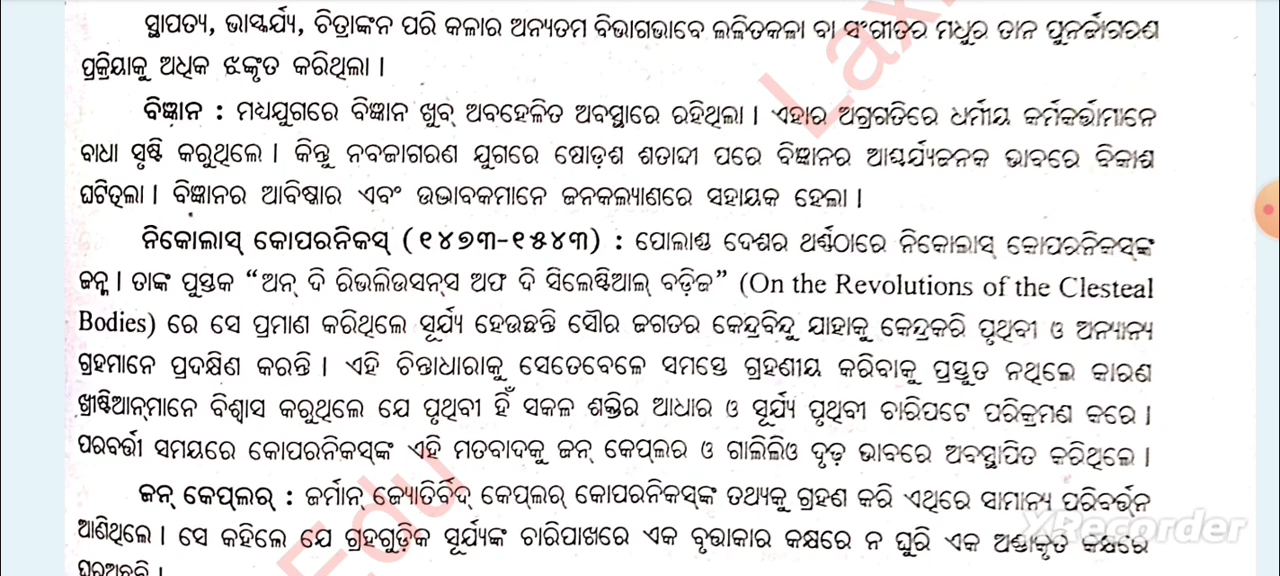 ସ୍ଥାପତ୍ୟ, ଭାସ୍କର୍ଯ୍ୟ, ଚିତ୍ରାଙ୍କନ ପରି କଳାର ଅନ୍ୟତମ ବିଭାଗଭାବେ ଲଳିତକଳା ବା ସଂଗୀତର ମଧୁର ତାନ ପୁନର୍ଜାଗରଣ
ପ୍ରକ୍ରିୟାକୁ ଅଧିକ ଝଙ୍କୃତ କରିଥିଲା ।
ବିଜ୍ଞାନ : ମଧ୍ୟଯୁଗରେ ବିଜ୍ଞାନ ଖୁବ୍ ଅବହେଳିତ ଅବସ୍ଥାରେ ରହିଥିଲା । ଏହାର ଅଗ୍ରଗତିରେ ଧର୍ମୀୟ କର୍ମକର୍ତ୍ତାମାନେ
ବାଧା ସୃଷ୍ଟି କରୁଥିଲେ । କିନ୍ତୁ ନବଜାଗରଣ ଯୁଗରେ ଷୋଡ଼ଶ ଶତାବ୍ଦୀ ପରେ ବିଜ୍ଞାନର ଆଶ୍ଚର୍ଯ୍ୟଜନକ ଭାବରେ ବିକାଶ
ଘଟିତ୍ଥିଲା । ବିଜ୍ଞାନର ଆବିଷ୍କାର ଏବଂ ଉଦ୍ଭାବକମାନେ ଜନକଲ୍ୟାଣରେ ସହାୟକ ହେଲା ।
ନିକୋଲାସ୍ କୋପରନିକସ୍ (୧୪୭୩-୧୫୪୩) : ପୋଲାଣ୍ଡ ଦେଶର ଥର୍ଣ୍ଣଠାରେ ନିକୋଲାସ୍ କୋପରନିକସ୍‌ଙ୍କ
ଜନ୍ମ । ତାଙ୍କ ପୁସ୍ତକ “ଅନ୍ ଦି ରିଭଲିଉସନ୍‌ସ ଅଫ ଦି ସିଲେଷ୍ଟିଆଲ୍ ବଡ଼ିଜ” (On the Revolutions of the Clesteal
Bodies) ରେ ସେ ପ୍ରମାଣ କରିଥିଲେ ସୂର୍ଯ୍ୟ ହେଉଛନ୍ତି ସୌର ଜଗତର କେନ୍ଦ୍ରବିନ୍ଦୁ ଯାହାକୁ କେନ୍ଦ୍ରକରି ପୃଥିବୀ ଓ ଅନ୍ୟାନ୍ୟ
ଗ୍ରହମାନେ ପ୍ରଦକ୍ଷିଣ କରନ୍ତି । ଏହି ଚିନ୍ତାଧାରାକୁ ସେତେବେଳେ ସମସ୍ତେ ଗ୍ରହଣୀୟ କରିବାକୁ ପ୍ରସ୍ତୁତ ନଥିଲେ କାରଣ
ଖ୍ରୀଷ୍ଟିଆନ୍‌ମାନେ ବିଶ୍ୱାସ କରୁଥିଲେ ଯେ ପୃଥିବୀ ହିଁ ସକଳ ଶକ୍ତିର ଆଧାର ଓ ସୂର୍ଯ୍ୟ ପୃଥିବୀ ଚାରିପଟେ ପରିକ୍ରମଣ କରେ ।
ପରବର୍ତ୍ତୀ ସମୟରେ କୋପରନିକସ୍‌ଙ୍କ ଏହି ମତବାଦକୁ ଜନ୍ କେପ୍‌ଲର ଓ ଗାଲିଲିଓ ଦୃଢ଼ ଭାବରେ ଅବସ୍ଥାପିତ କରିଥିଲେ ।
ଜନ୍ କେପ୍‌ଲର୍ : ଜର୍ମାନ୍ ଜ୍ୟୋତିର୍ବିଦ୍ କେପ୍‌ଲର୍ କୋପରନିକସ୍‌ଙ୍କ ତଥ୍ୟକୁ ଗ୍ରହଣ କରି ଏଥିରେ ସାମାନ୍ୟ ପରିବର୍ତ୍ତନ
ଆଣିଥିଲେ । ସେ କହିଲେ ଯେ ଗ୍ରହଗୁଡ଼ିକ ସୂର୍ଯ୍ୟଙ୍କ ଚାରିପାଖରେ ଏକ ବୃତ୍ତାକାର କକ୍ଷରେ ନ ଘୁରି ଏକ ଅଣ୍ଡାକୃତି କକ୍ଷରେ
XRecorder
Edu